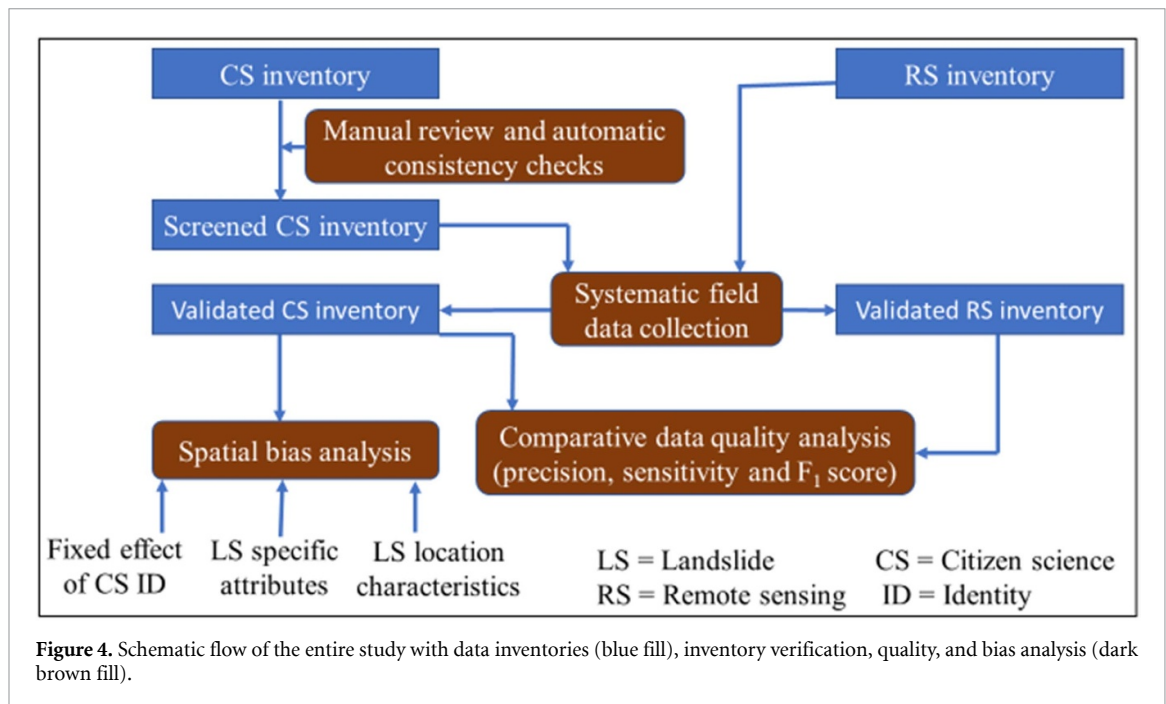 CS inventory
RS inventory
Manual review and automatic
consistency checks
Screened CS inventory
Systematic field
data collection
Validated CS inventory
Validated RS inventory
Spatial bias analysis
Comparative data quality analysis
(precision, sensitivity and F₁ score)
Fixed effect
of CS ID
LS specific
attributes
LS location
characteristics
LS = Landslide
CS = Citizen science
RS = Remote sensing
ID = Identity
Figure 4. Schematic flow of the entire study with data inventories (blue fill), inventory verification, quality, and bias analysis (dark
brown fill).